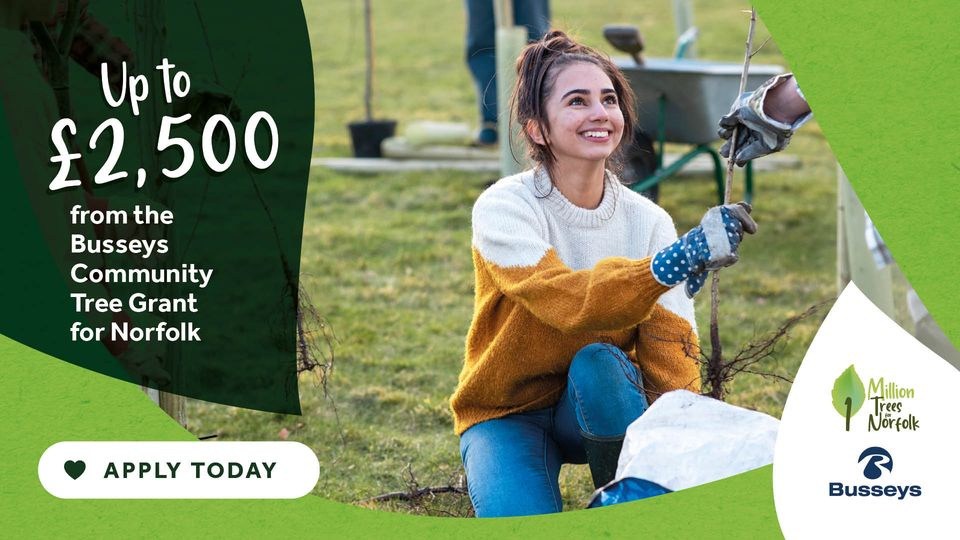 Up to
£2,500
from the
Busseys
Community
Tree Grant
for Norfolk
APPLY TODAY
Million
Trees
for
Norfolk
Busseys